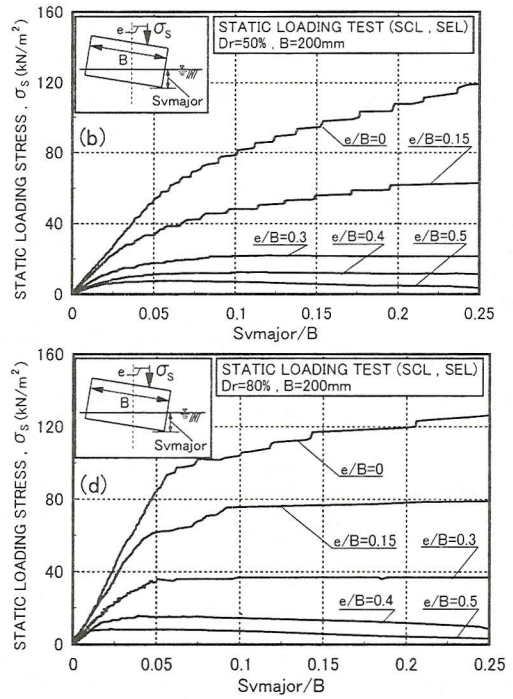 160
120
80
40
0
STATIC LOADING STRESS , σs (kN/m²)
e
σs
B
Svmajor
(b)
STATIC LOADING TEST (SCL , SEL)
Dr=50% , B=200mm
e/B=0
e/B=0.15
e/B=0.3
e/B=0.4
e/B=0.5
0 0.05 0.1 0.15 0.2 0.25
Svmajor/B
160
120
80
40
0
STATIC LOADING STRESS , σs (kN/m²)
e
σs
B
Svmajor
(d)
STATIC LOADING TEST (SCL , SEL)
Dr=80% , B=200mm
e/B=0
e/B=0.15
e/B=0.3
e/B=0.4
e/B=0.5
0 0.05 0.1 0.15 0.2 0.25
Svmajor/B